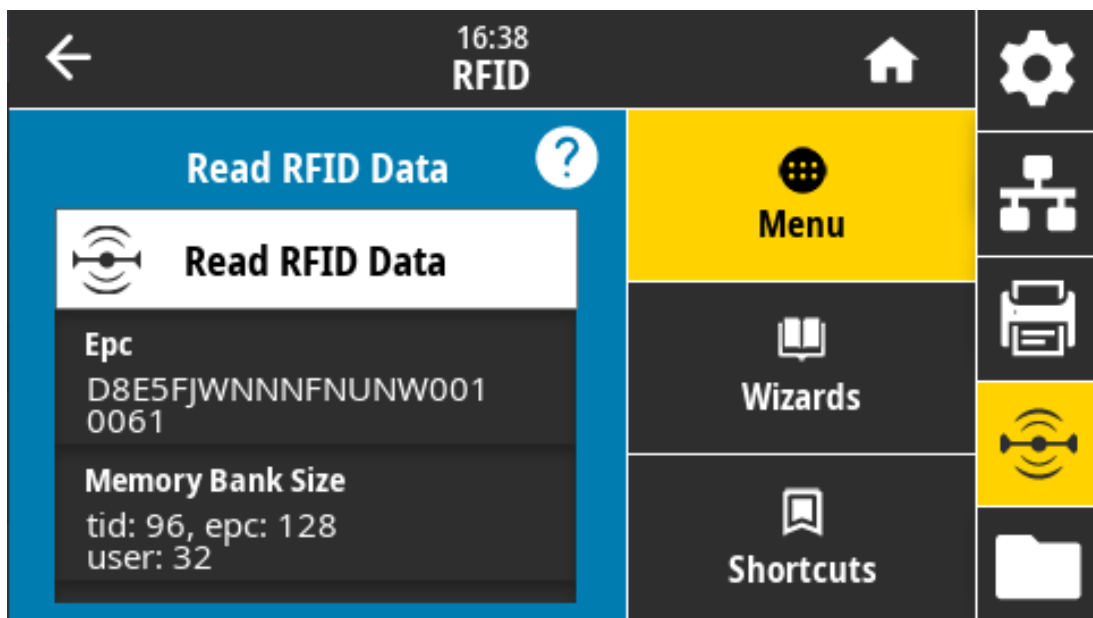 16:38
RFID
Read RFID Data
?
Read RFID Data
Epc
D8E5FJWNNNFNUNW001
0061
Memory Bank Size
tid: 96, epc: 128
user: 32
Menu
Wizards
Shortcuts